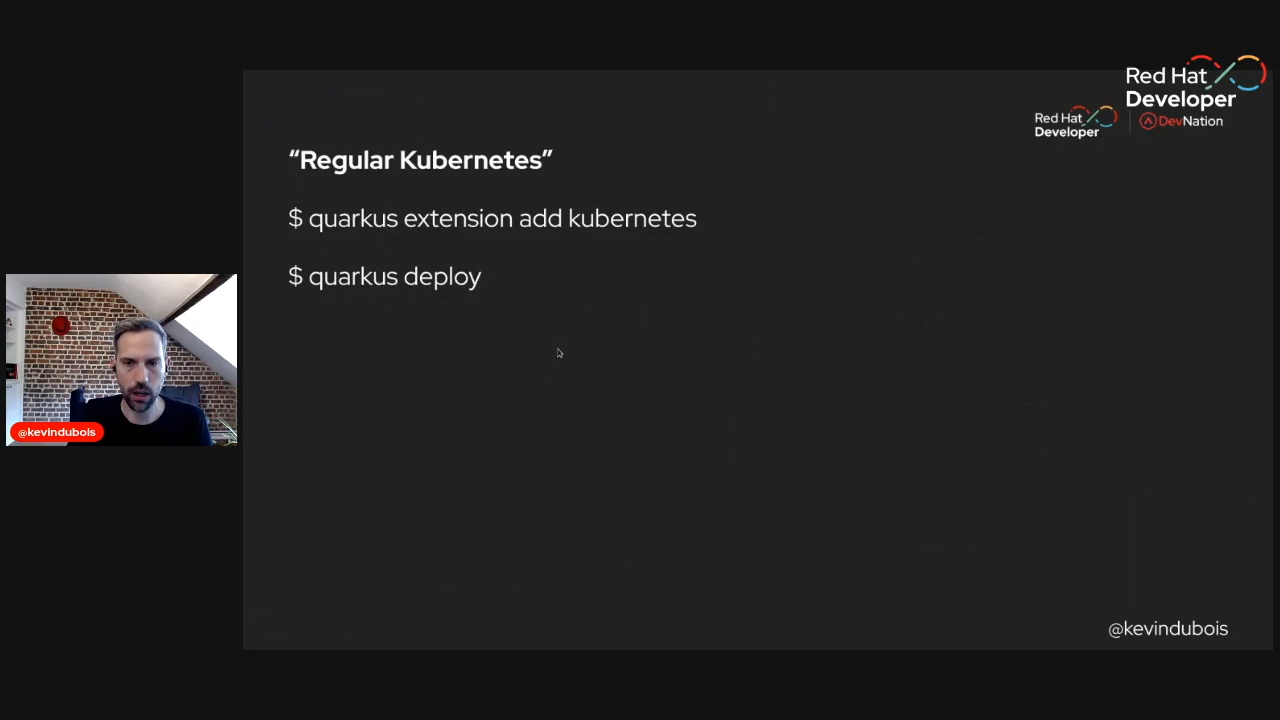 Red Hat
Developer
Red Hat
Developer
DevNation
“Regular Kubernetes”
$ quarkus extension add kubernetes
$ quarkus deploy
@kevindubois
@kevindubois